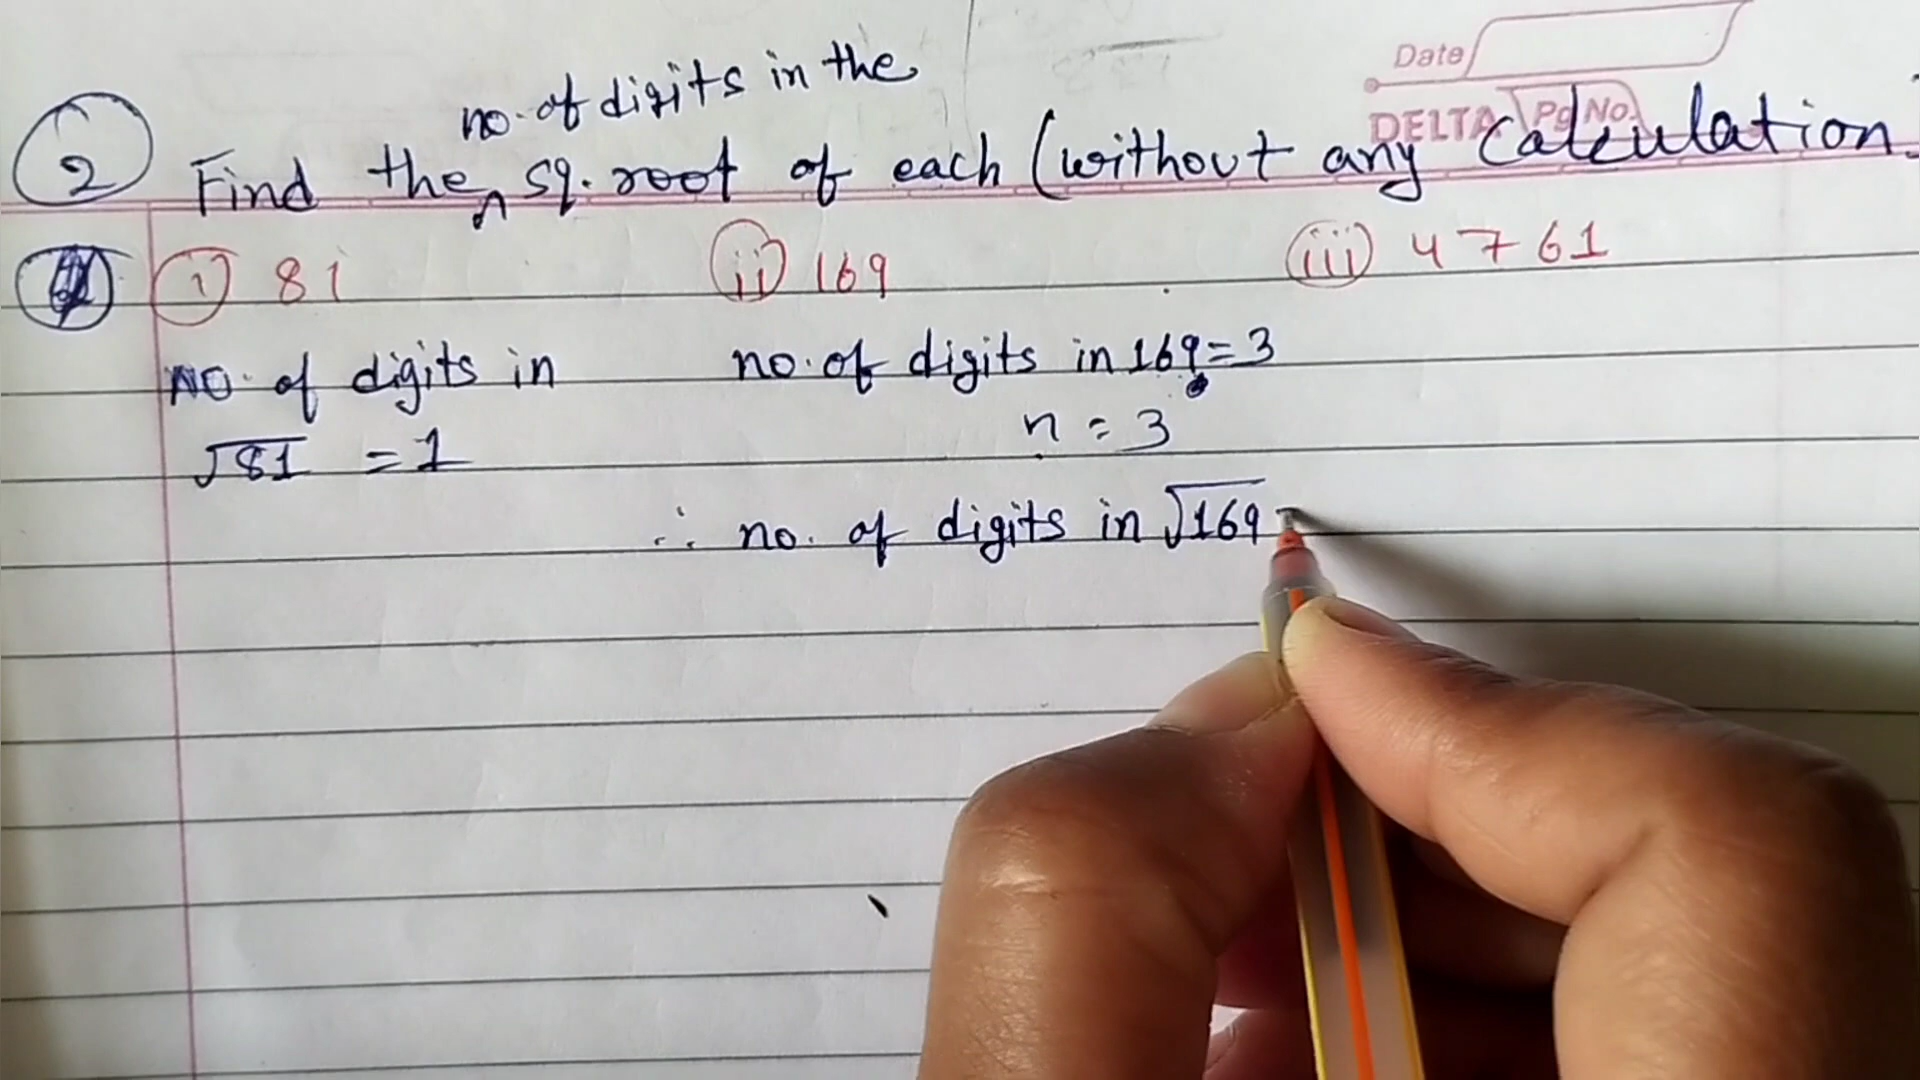 Date
DELTA Pg No.
no. of digits in the
2 Find the ^ sq. root of each (without any calculation.
i) 81 ii) 169 iii) 4761
NO. of digits in no. of digits in 169 = 3
√81 = 1 n = 3
∴ no. of digits in √169 =